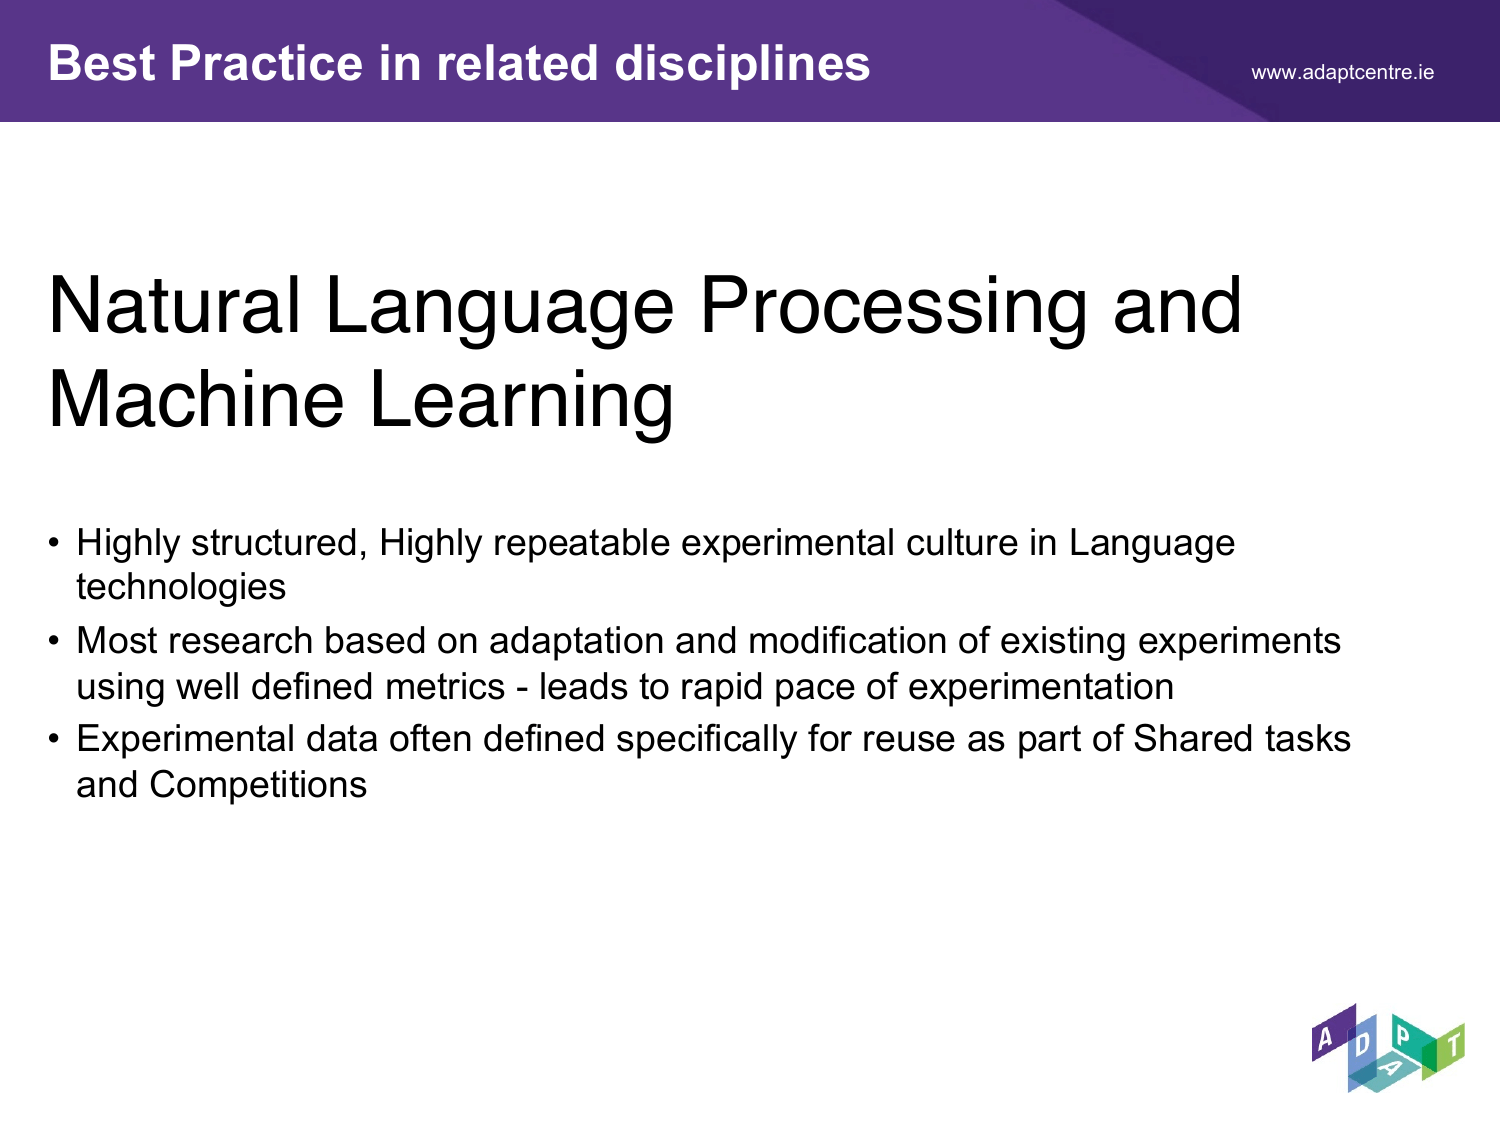 Best Practice in related disciplines
www.adaptcentre.ie
Natural Language Processing and
Machine Learning
• Highly structured, Highly repeatable experimental culture in Language
technologies
• Most research based on adaptation and modification of existing experiments
using well defined metrics - leads to rapid pace of experimentation
• Experimental data often defined specifically for reuse as part of Shared tasks
and Competitions
ADAPT